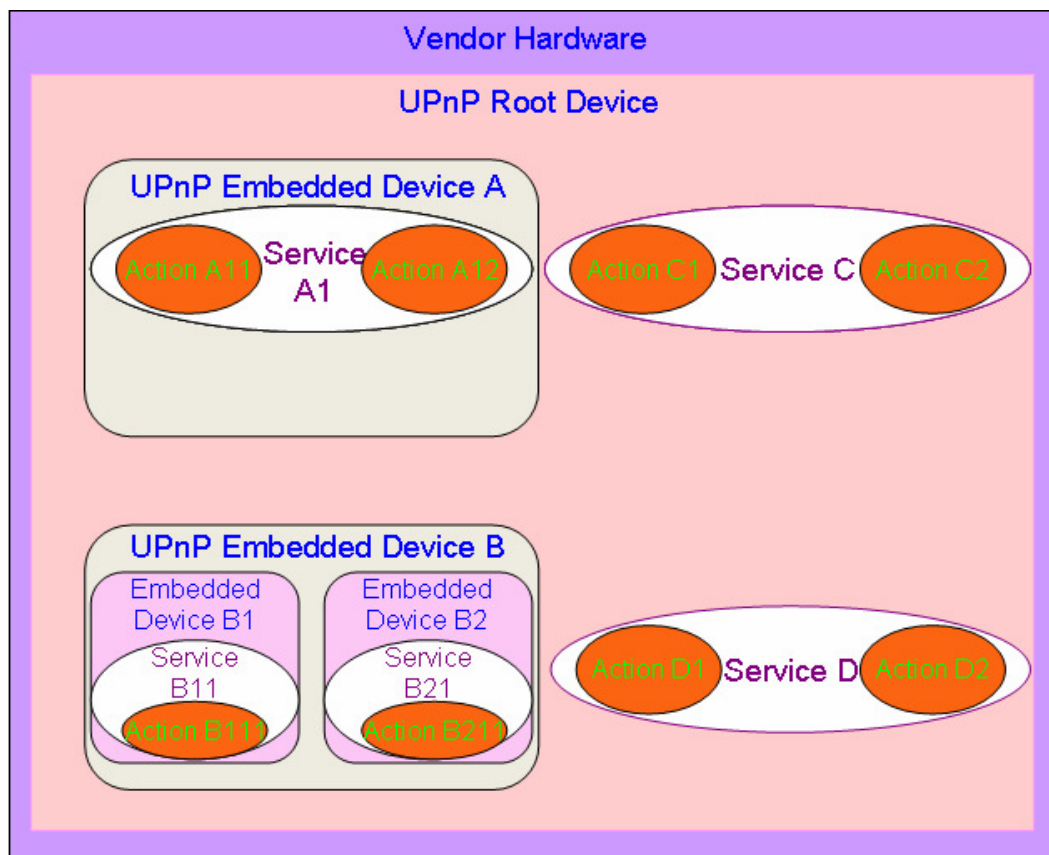 Vendor Hardware
UPnP Root Device
UPnP Embedded Device A
Action A11
Service
A1
Action A12
Action C1
Service C
Action C2
UPnP Embedded Device B
Embedded
Device B1
Service
B11
Action B111
Embedded
Device B2
Service
B21
Action B211
Action D1
Service D
Action D2